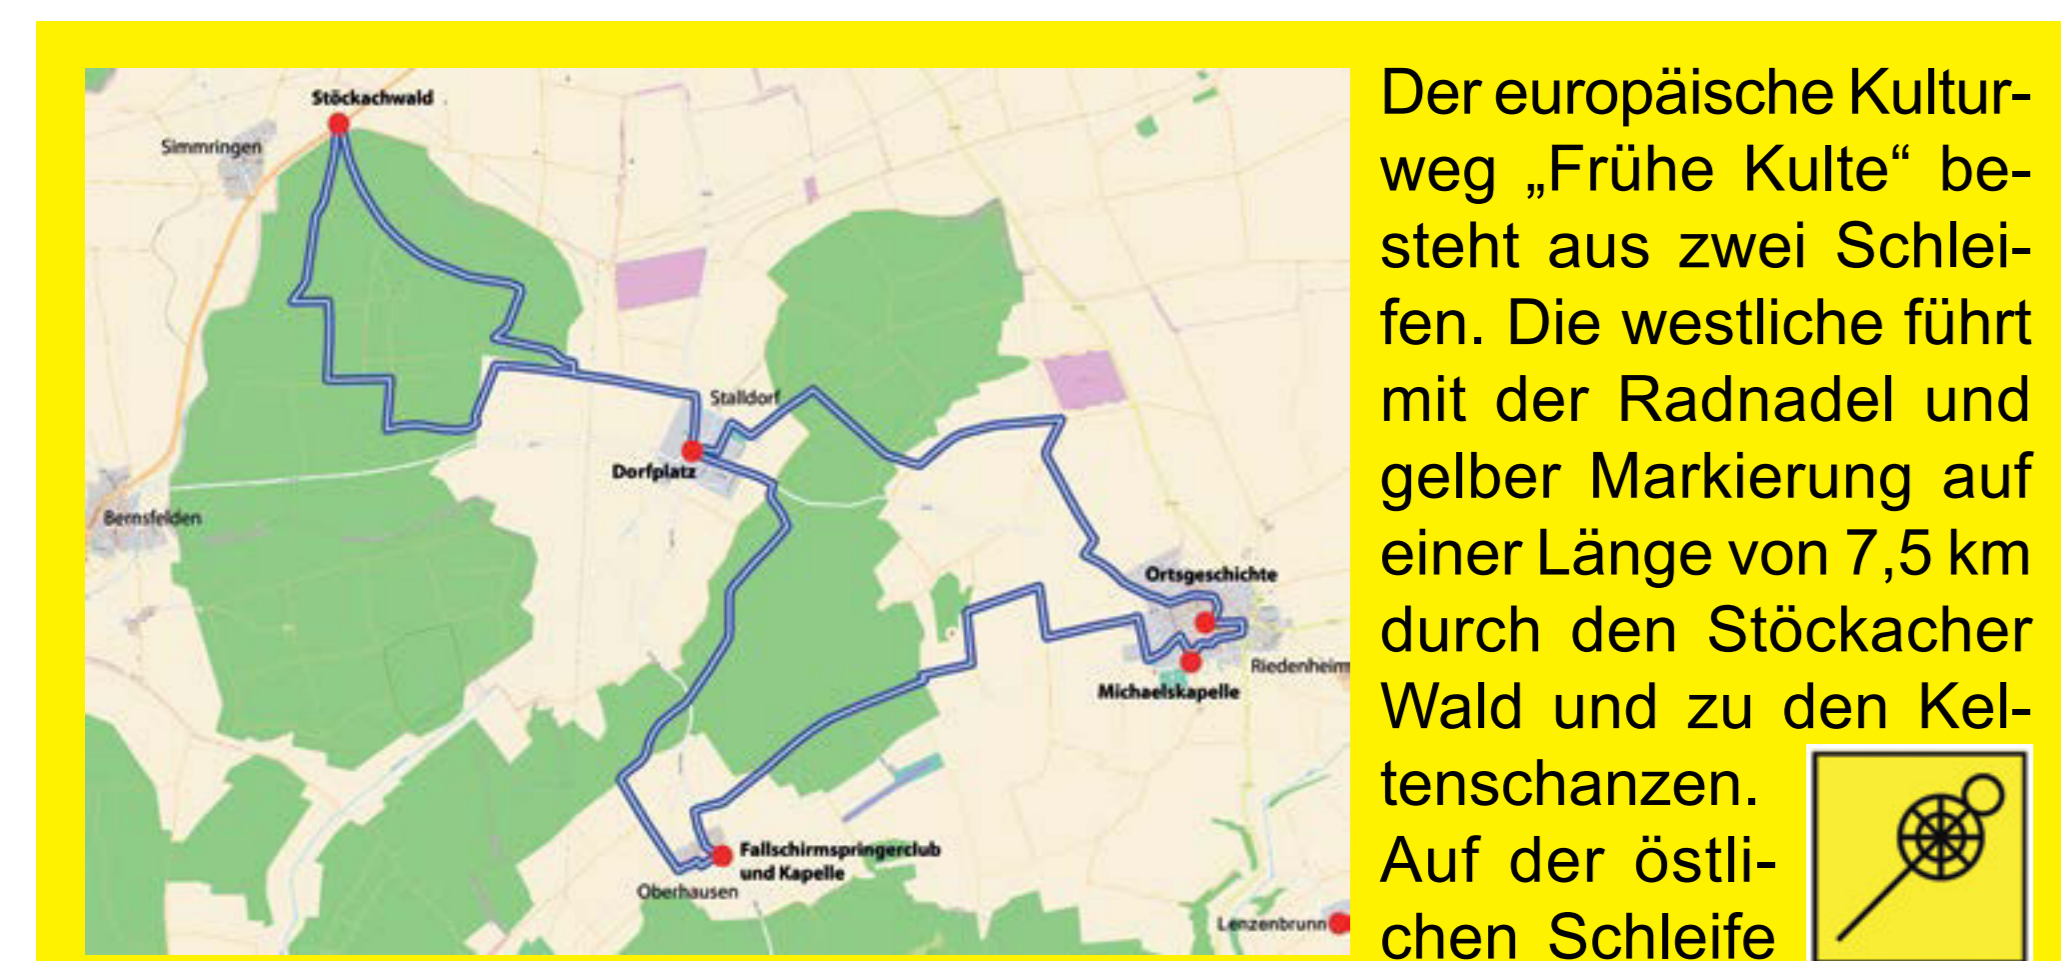 Stöckachwald
Simmringen
Stalldorf
Dorfplatz
Bernsfelden
Ortsgeschichte
Riedenheim
Michaelskapelle
Fallschirmspringerclub
und Kapelle
Oberhausen
Lenzenbrunn
Der europäische Kultur-
weg „Frühe Kulte“ be-
steht aus zwei Schlei-
fen. Die westliche führt
mit der Radnadel und
gelber Markierung auf
einer Länge von 7,5 km
durch den Stöckacher
Wald und zu den Kel-
tenschanzen.
Auf der östli-
chen Schleife